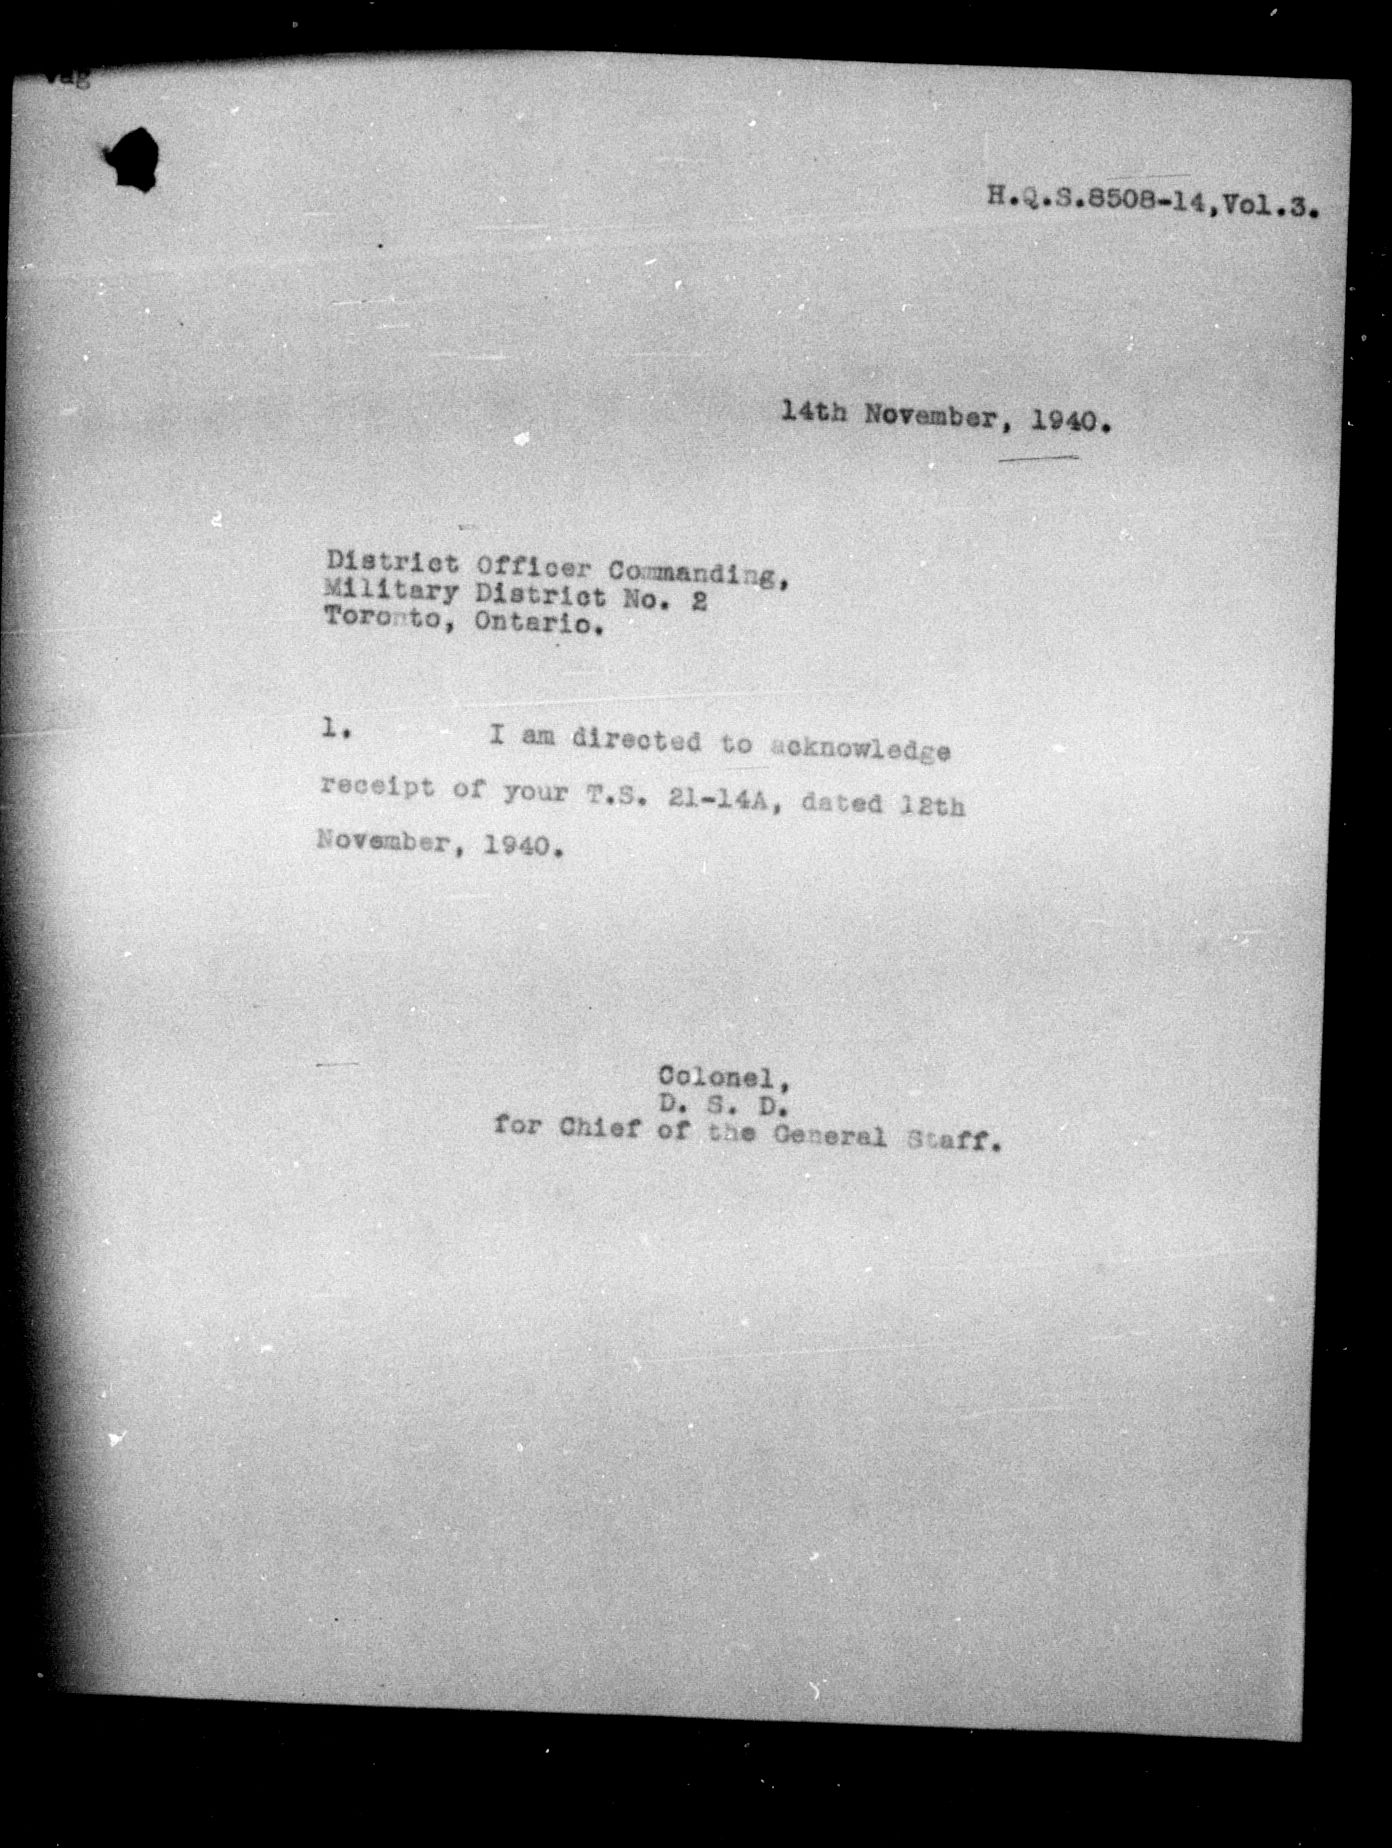 vag
H.Q.S.8508-14,Vol.3.
14th November, 1940.
District Officer Commanding,
Military District No. 2
Toronto, Ontario.
1. I am directed to acknowledge
receipt of your T.S. 21-14A, dated 12th
November, 1940.
Colonel,
D. S. D.
for Chief of the General Staff.